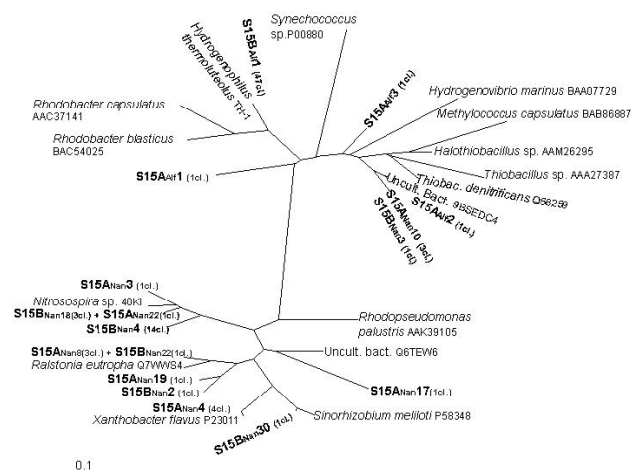 Synechococcus
sp.P00880
S15BAlf1 (47cl.)
Hydrogenophilus
thermoluteolus TH-1
S15AAlf3 (1cl.)
Hydrogenovibrio marinus BAA07729
Rhodobacter capsulatus
AAC37141
Methylococcus capsulatus BAB86887
Rhodobacter blasticus
BAC54025
Halothiobacillus sp. AAM26295
S15AAlf1 (1cl.)
Thiobacillus sp. AAA27387
Thiobac. denitrificans Q56259
Uncult. Bact. 9BSEDC4
S15AAlf2 (1cl.)
S15ANan10 (3cl.)
S15BNan3 (1cl.)
S15ANan3 (1cl.)
Nitrosospira sp. 40KI
S15BNan18(3cl.) + S15ANan22(1cl.)
S15BNan4 (14cl.)
Rhodopseudomonas
palustris AAK39105
S15ANan8(3cl.) + S15BNan22(1cl.)
Ralstonia eutropha Q7WWS4
Uncult. bact. Q6TEW6
S15ANan19 (1cl.)
S15BNan2 (1cl.)
S15ANan17(1cl.)
S15ANan4 (4cl.)
Xanthobacter flavus P23011
Sinorhizobium meliloti P58348
S15BNan30 (1cl.)
0.1